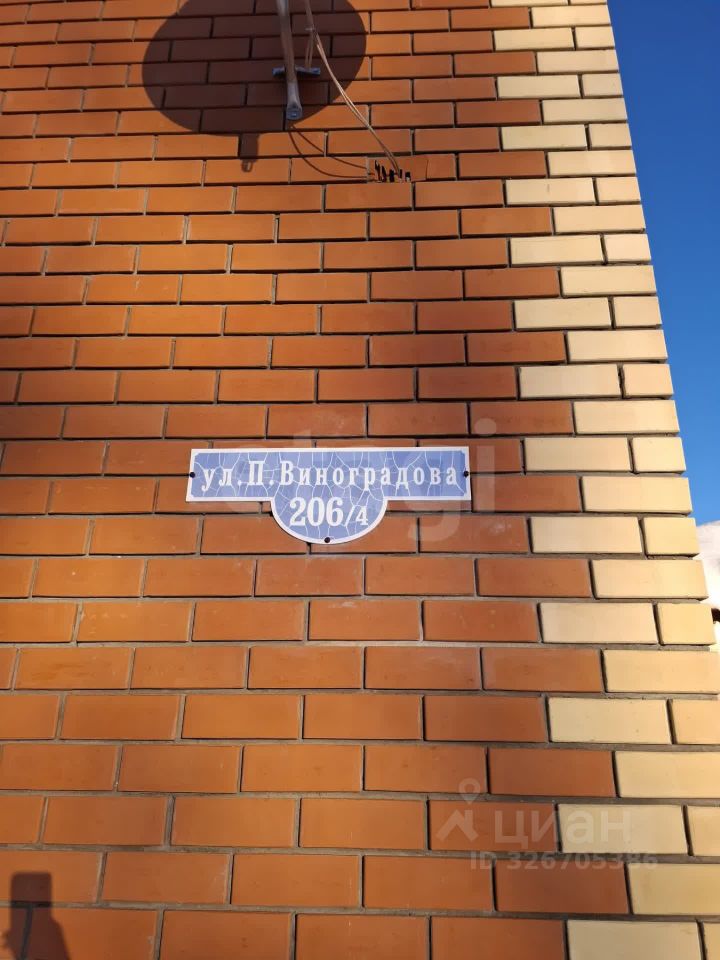 ул.П.Виноградова
206/4
циан
ID 326705386